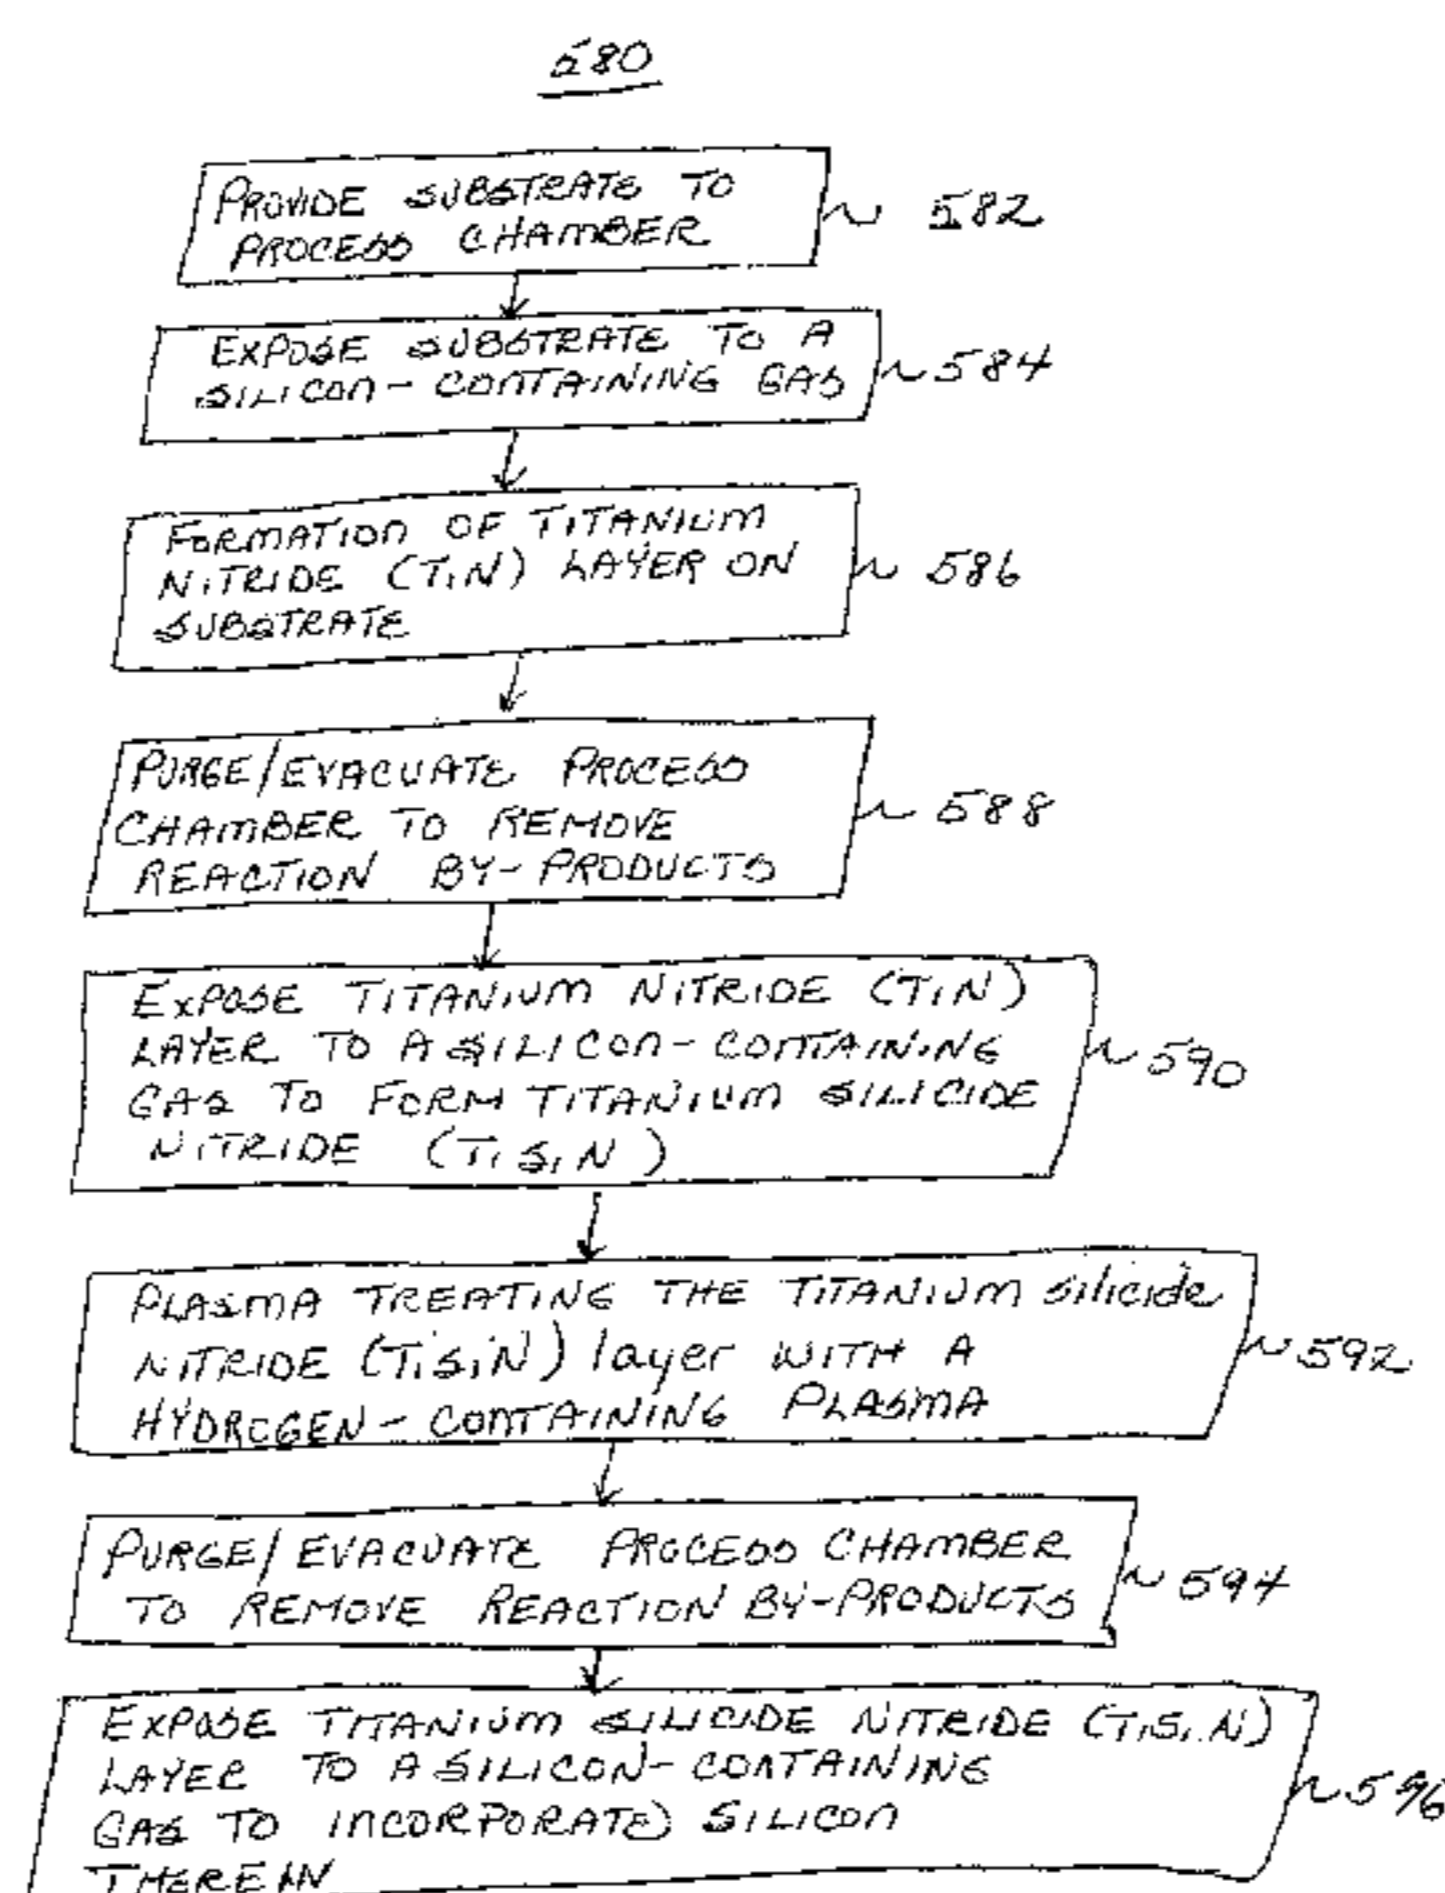 580
PROVIDE SUBSTRATE TO
PROCESS CHAMBER
582
EXPOSE SUBSTRATE TO A
SILICON-CONTAINING GAS
584
FORMATION OF TITANIUM
NITRIDE (TiN) LAYER ON
SUBSTRATE
586
PURGE/EVACUATE PROCESS
CHAMBER TO REMOVE
REACTION BY-PRODUCTS
588
EXPOSE TITANIUM NITRIDE (TiN)
LAYER TO A SILICON-CONTAINING
GAS TO FORM TITANIUM SILICIDE
NITRIDE (TiSiN)
590
PLASMA TREATING THE TITANIUM silicide
NITRIDE (TiSiN) layer WITH A
HYDROGEN-CONTAINING PLASMA
592
PURGE/EVACUATE PROCESS CHAMBER
TO REMOVE REACTION BY-PRODUCTS
594
EXPOSE TITANIUM SILICIDE NITRIDE (TiSiN)
LAYER TO A SILICON-CONTAINING
GAS TO INCORPORATE SILICON
THEREIN
596